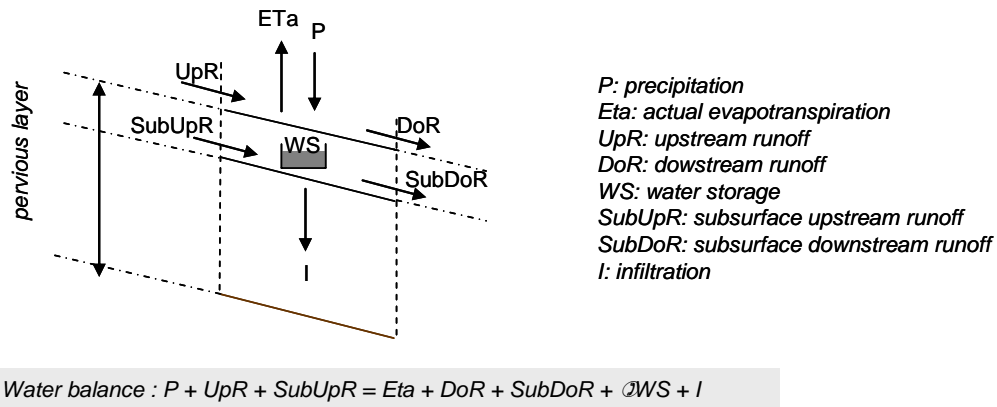 ETa
P
UpR
SubUpR
WS
DoR
SubDoR
I
pervious layer
P: precipitation
Eta: actual evapotranspiration
UpR: upstream runoff
DoR: dowstream runoff
WS: water storage
SubUpR: subsurface upstream runoff
SubDoR: subsurface downstream runoff
I: infiltration
Water balance : P + UpR + SubUpR = Eta + DoR + SubDoR + WS + I